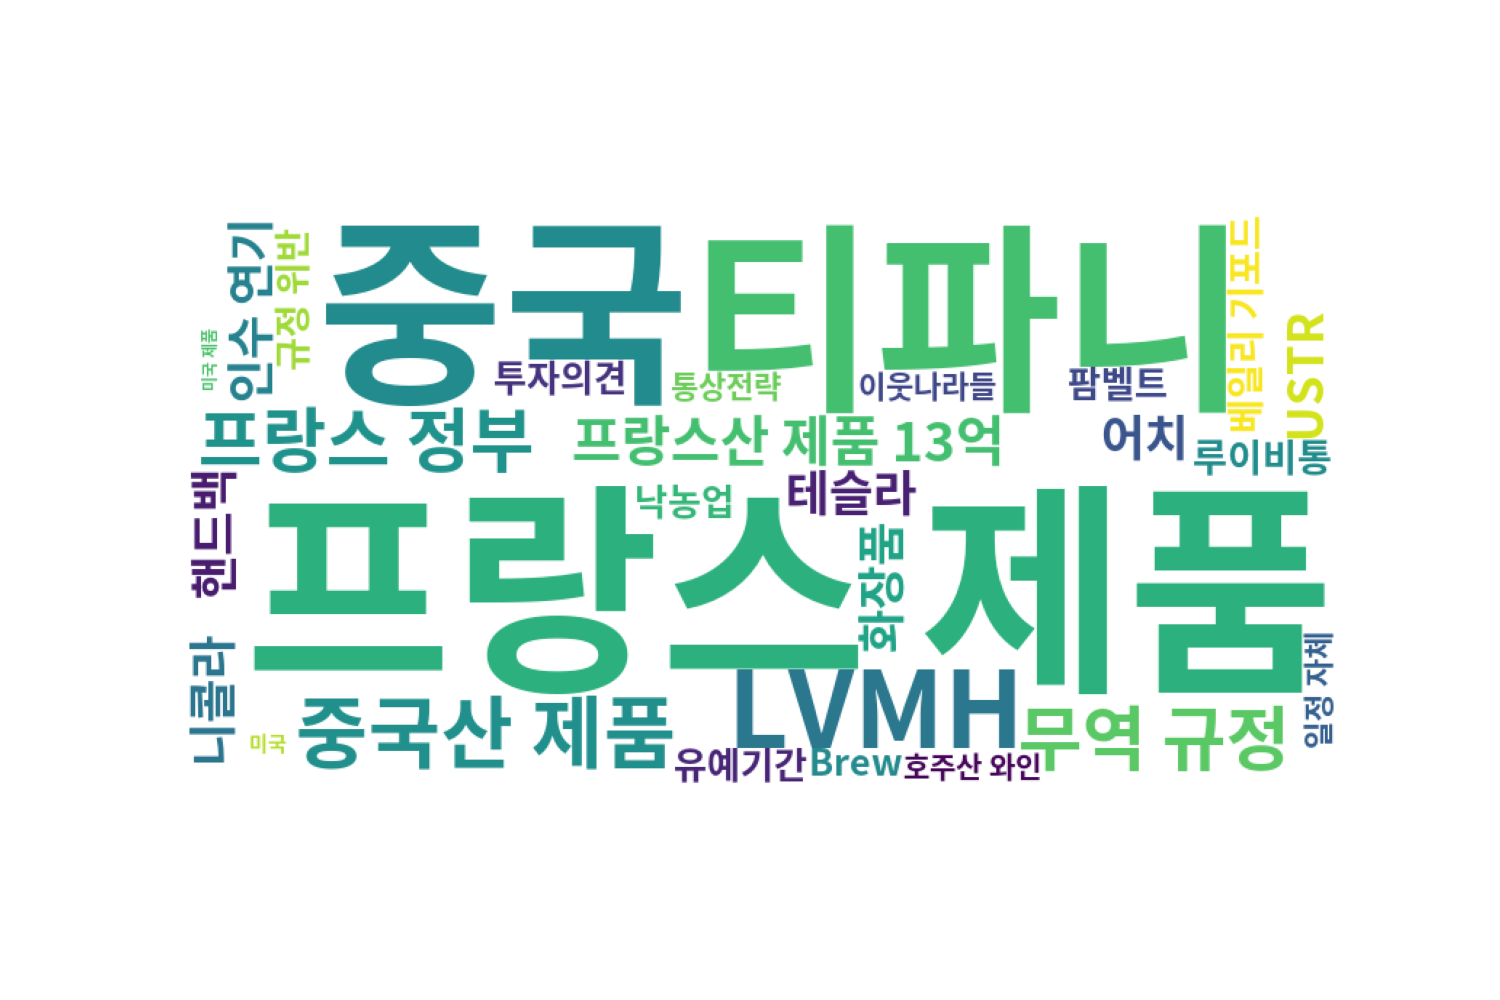 중국
티파니
인수 연기
규정 위반
미국 제품
투자의견
통상전략
이웃나라들
팜벨트
베일리 기포드
USTR
프랑스 정부
프랑스산 제품 13억
어치
루이비통
핸드백
낙농업
테슬라
프랑스 제품
화장품
니콜라
미국
중국산 제품
LVMH
무역 규정
일정 자체
유예기간
Brew
호주산 와인